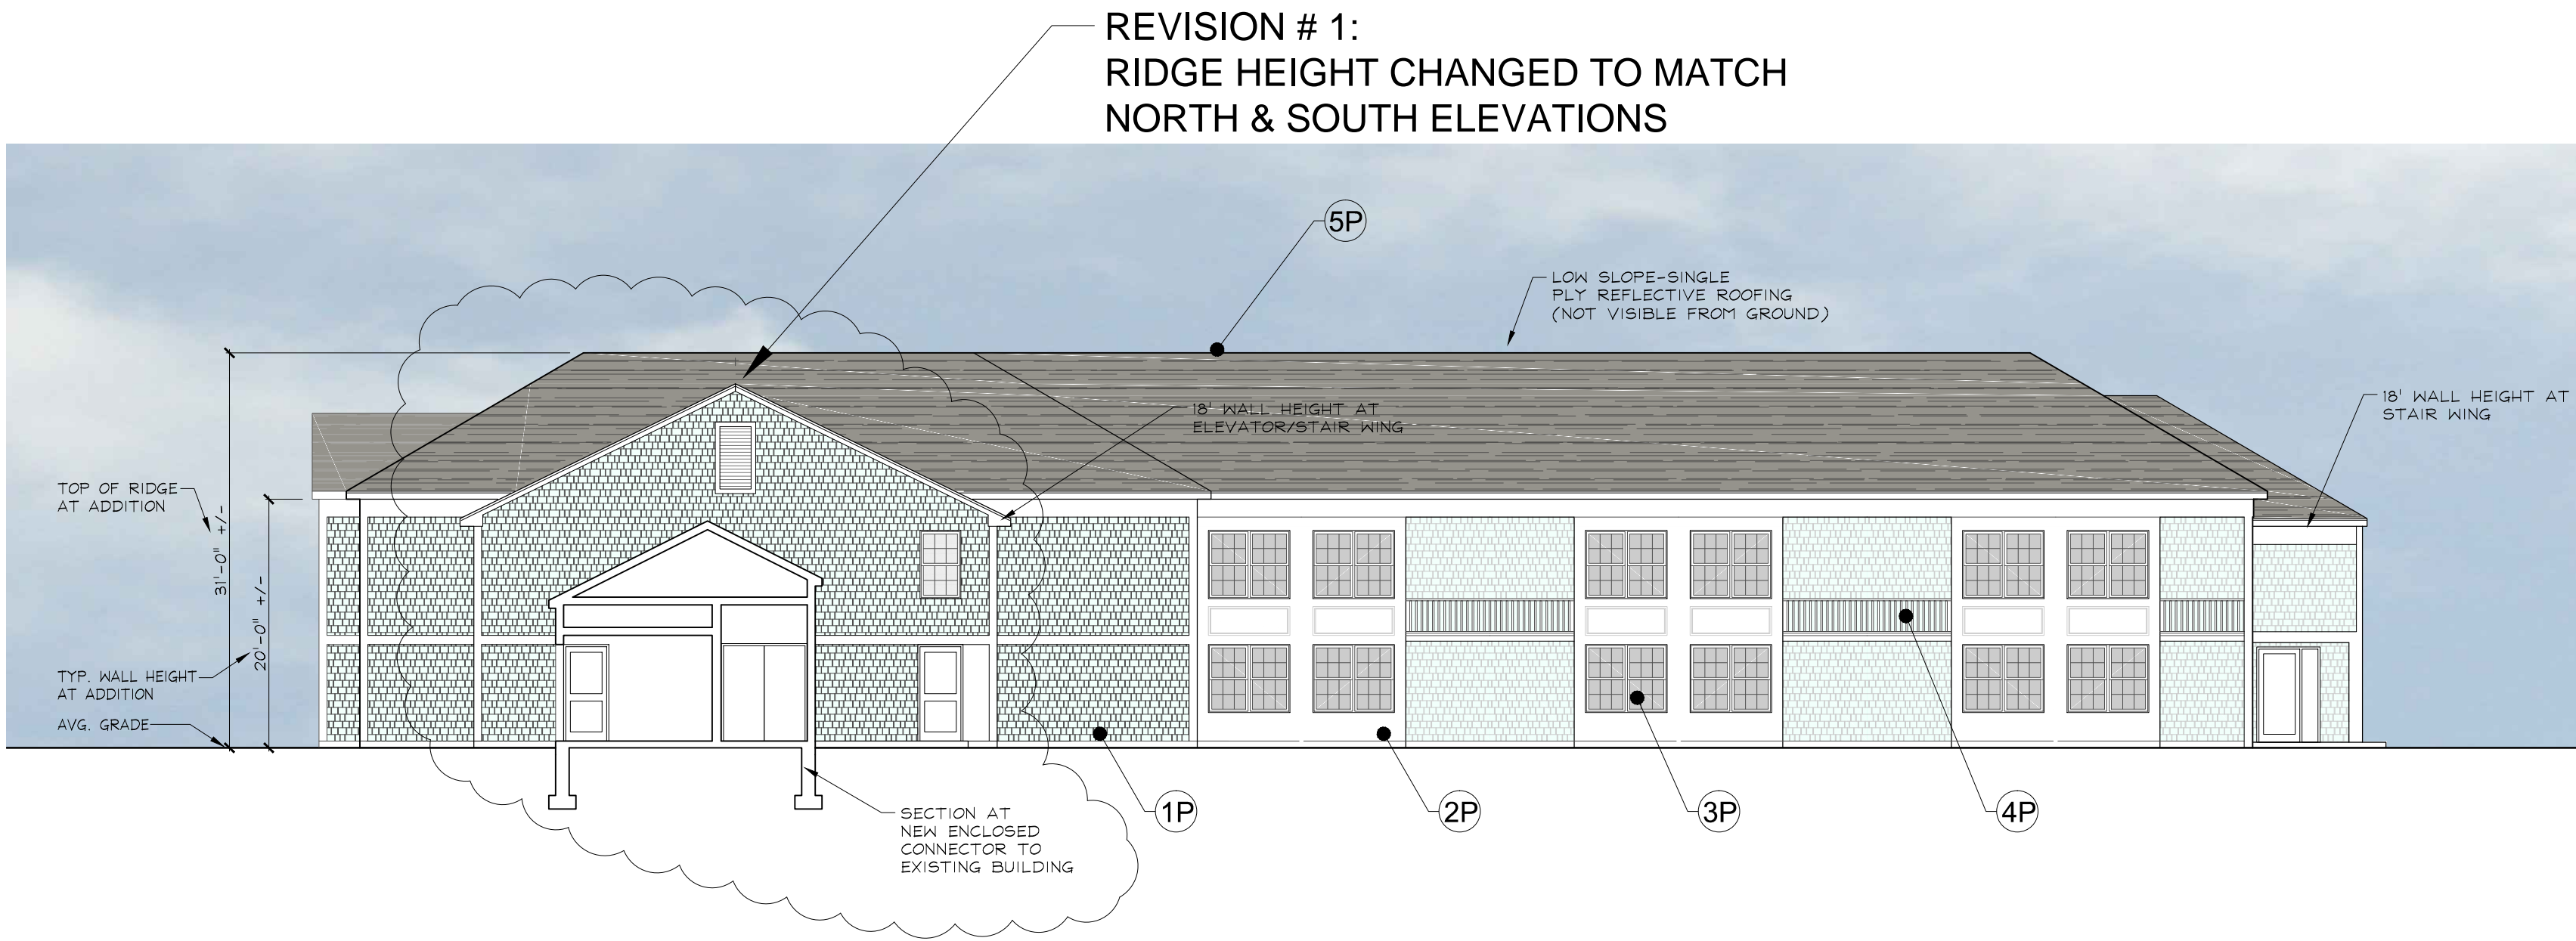 REVISION # 1:
RIDGE HEIGHT CHANGED TO MATCH
NORTH & SOUTH ELEVATIONS
5P
LOW SLOPE-SINGLE
PLY REFLECTIVE ROOFING
(NOT VISIBLE FROM GROUND)
18' WALL HEIGHT AT
STAIR WING
18' WALL HEIGHT AT
ELEVATOR/STAIR WING
TOP OF RIDGE
AT ADDITION
31'-0" +/-
20'-0" +/-
TYP. WALL HEIGHT
AT ADDITION
AVG. GRADE
1P
2P
3P
4P
SECTION AT
NEW ENCLOSED
CONNECTOR TO
EXISTING BUILDING